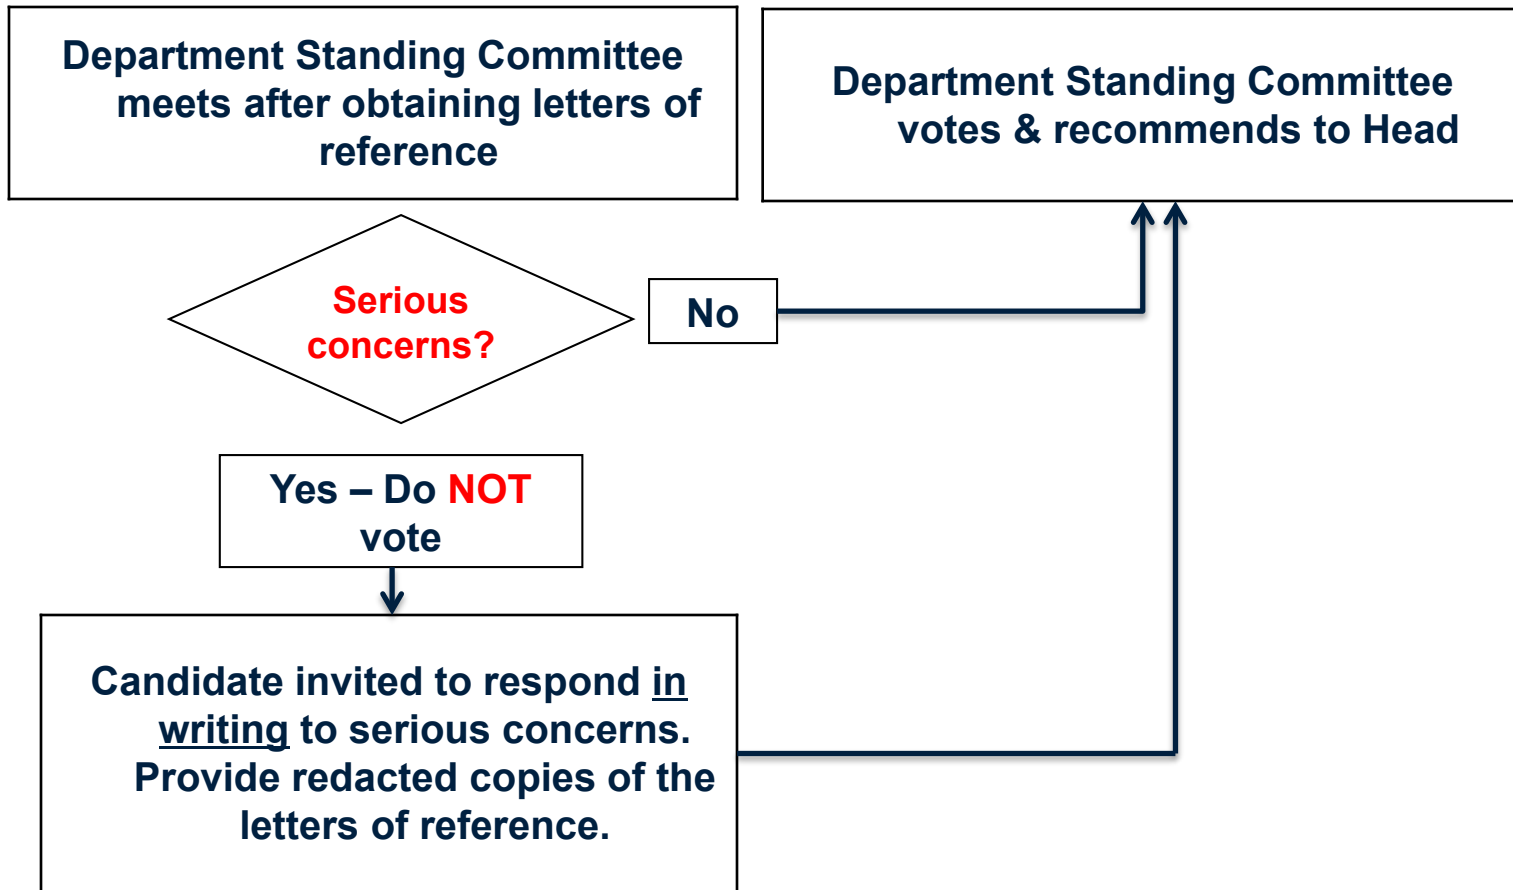 Department Standing Committee
meets after obtaining letters of
reference
Department Standing Committee
votes & recommends to Head
Serious
concerns?
No
Yes – Do NOT
vote
Candidate invited to respond in
writing to serious concerns.
Provide redacted copies of the
letters of reference.